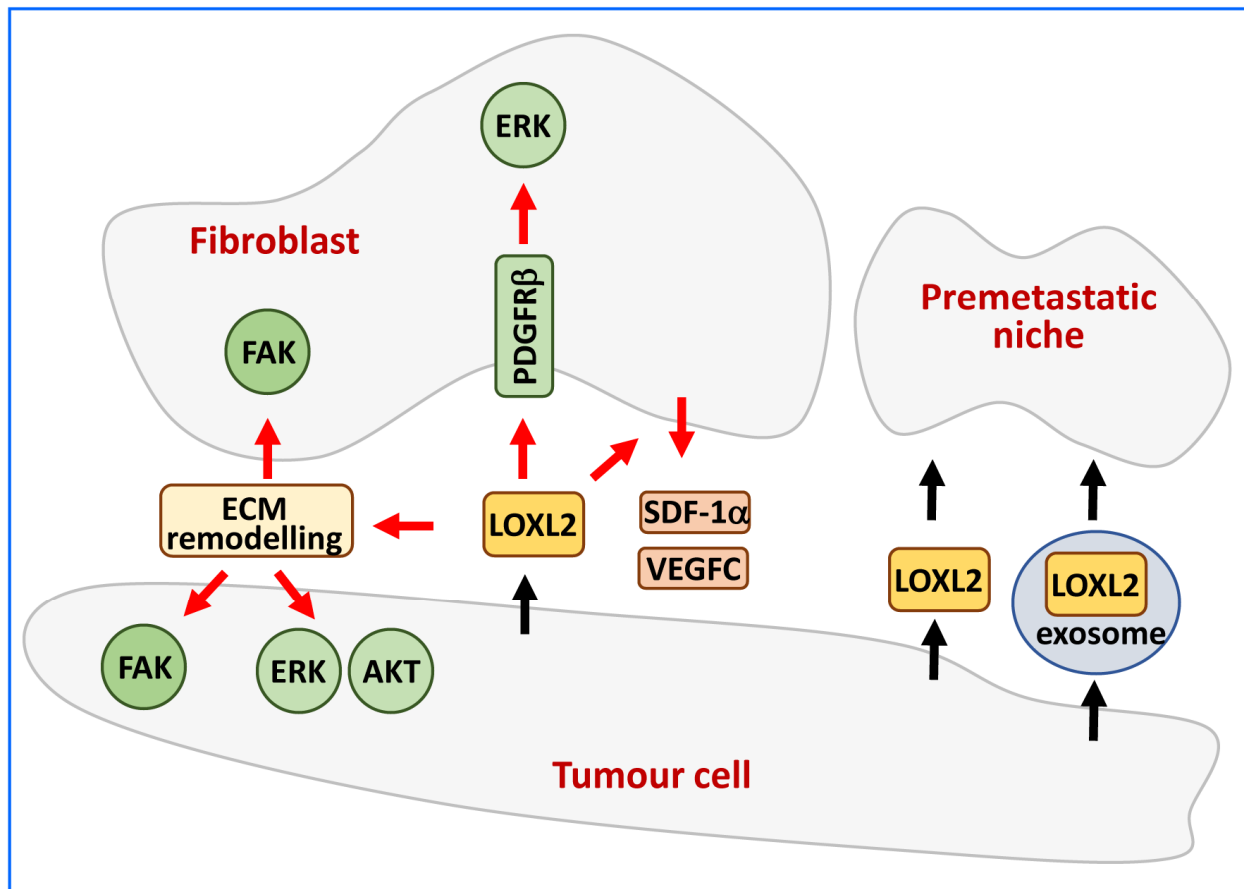 ERK
Fibroblast
PDGFRβ
FAK
Premetastatic
niche
ECM
remodelling
LOXL2
SDF-1α
VEGFC
LOXL2
LOXL2
exosome
FAK
ERK
AKT
Tumour cell